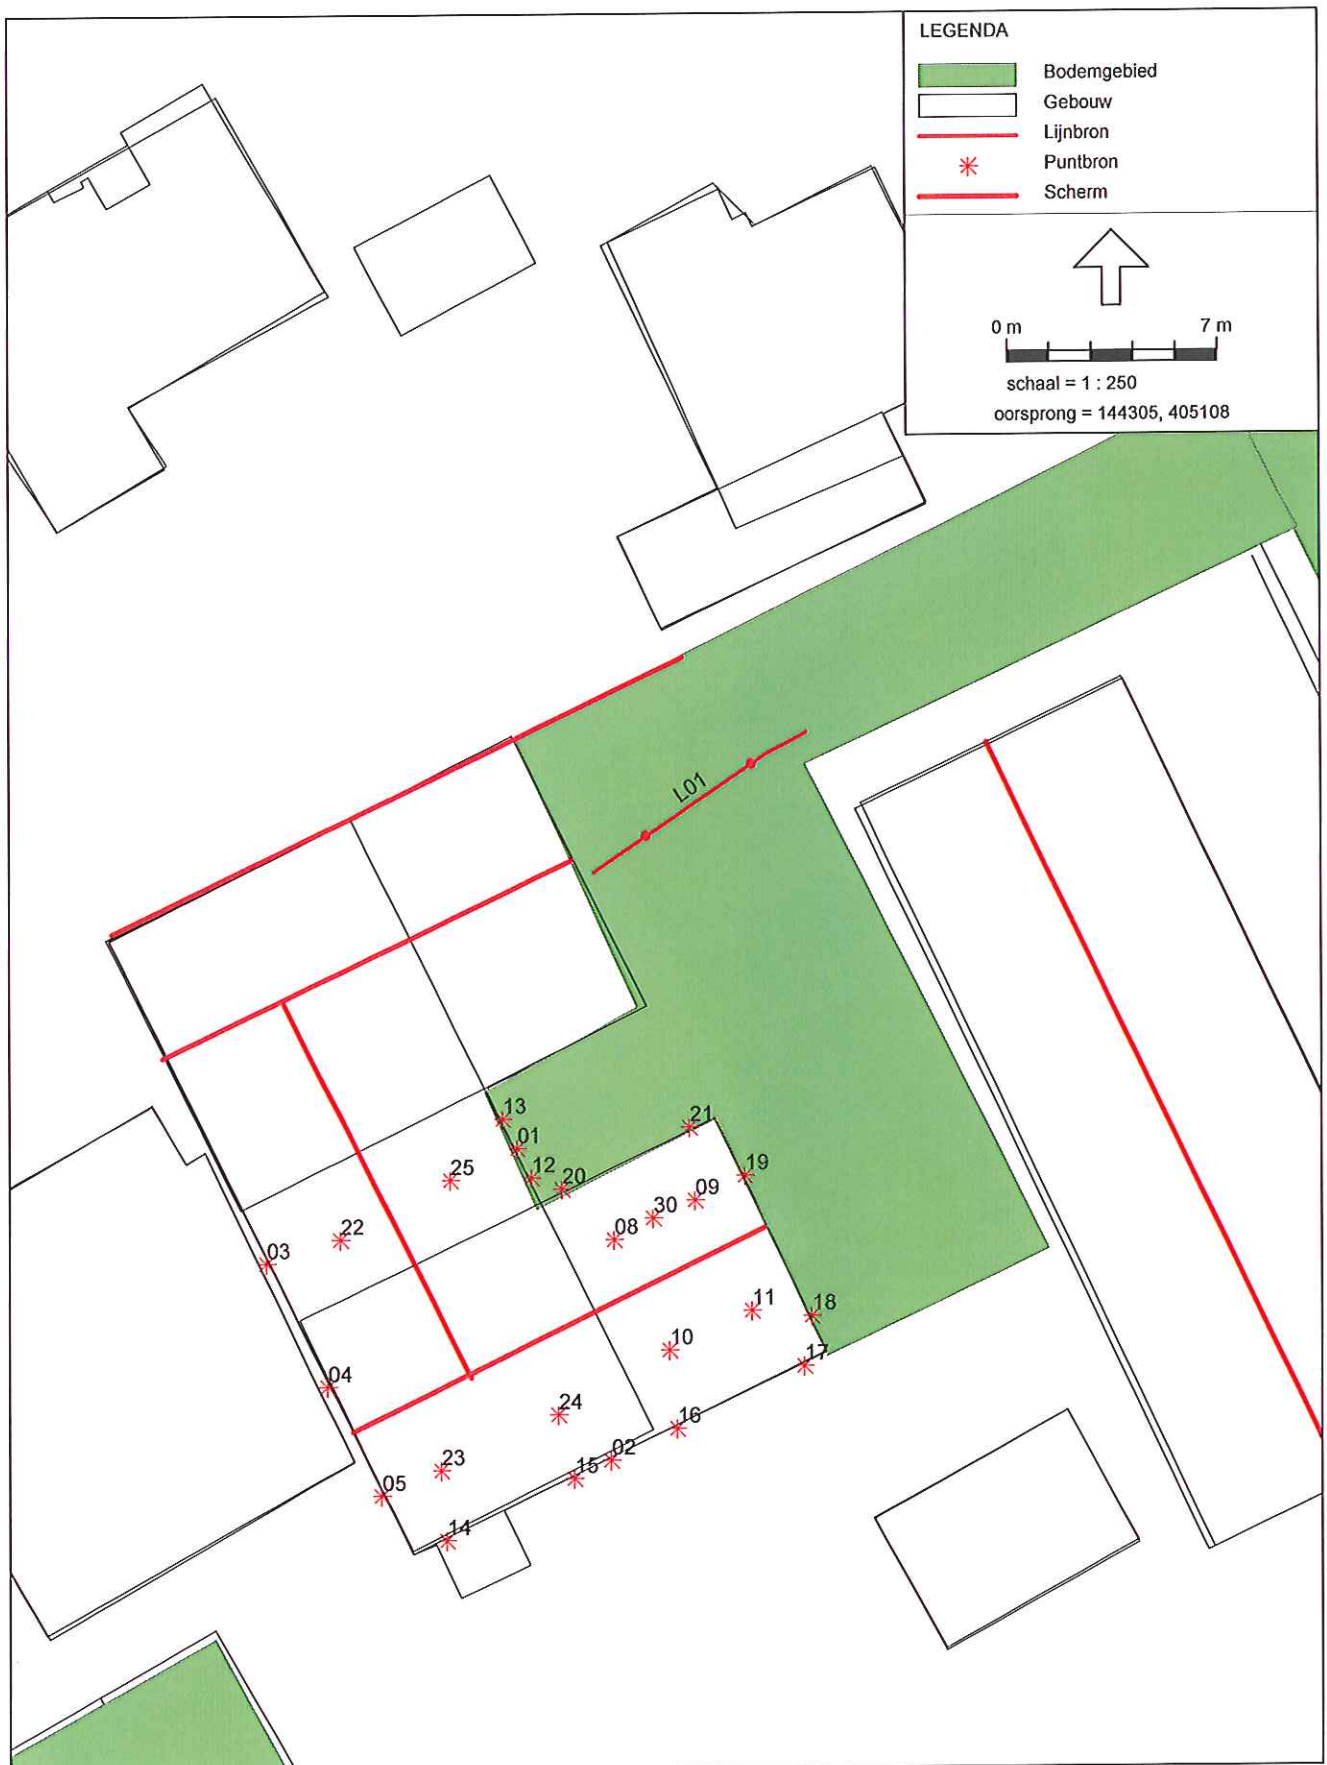 LEGENDA
Bodemgebied
Gebouw
Lijnbron
Puntbron
Scherm
0 m 7 m
schaal = 1 : 250
oorsprong = 144305, 405108
L01
13
21
01
12
20
19
25
09
30
08
22
03
11
18
10
17
04
24
16
02
23
15
05
14